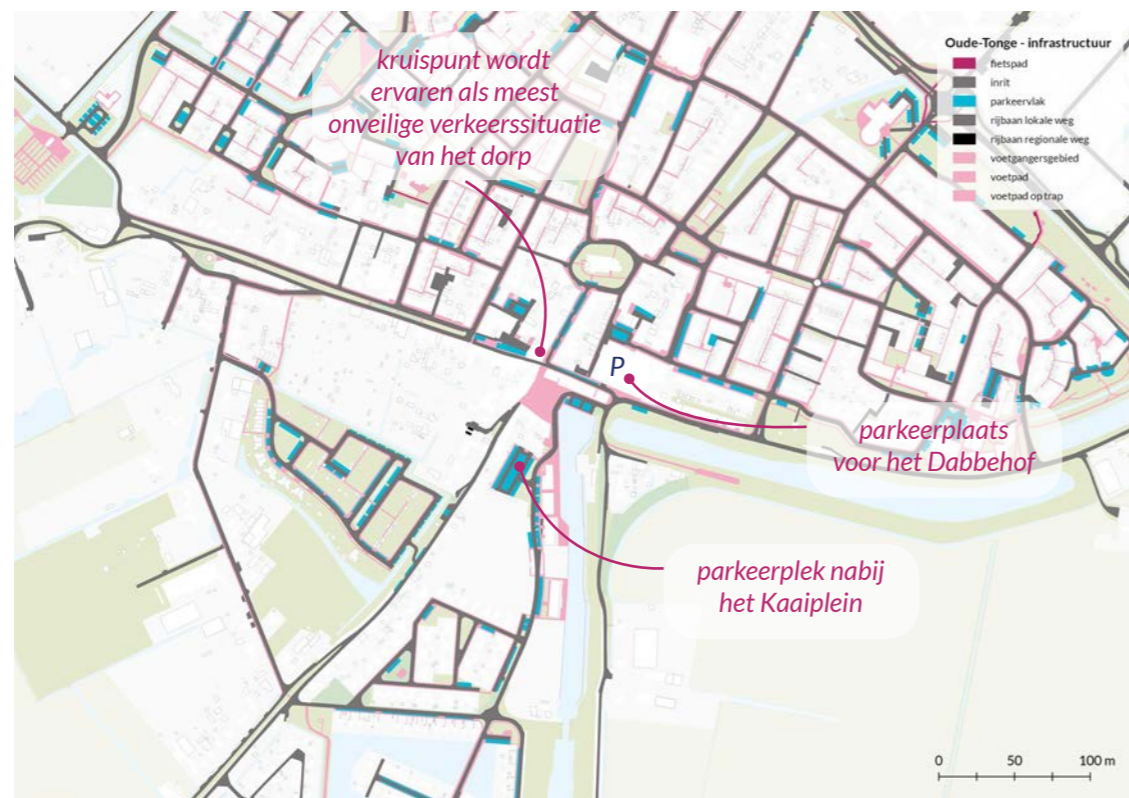 kruispunt wordt
ervaren als meest
onveilige verkeerssituatie
van het dorp
Oude-Tonge - infrastructuur
fietspad
inrit
parkeervlak
rijbaan lokale weg
rijbaan regionale weg
voetgangersgebied
voetpad
voetpad op trap
P
parkeerplaats
voor het Dabbehof
parkeerplek nabij
het Kaaiplein
0 50 100 m